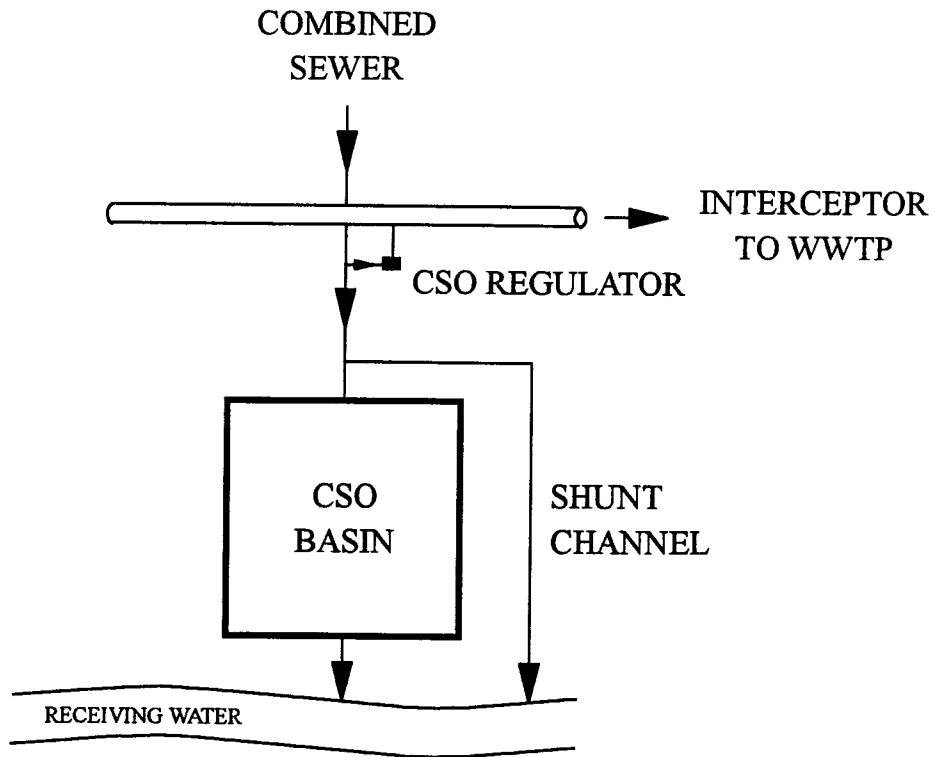 COMBINED
SEWER
INTERCEPTOR
TO WWTP
CSO REGULATOR
CSO
BASIN
SHUNT
CHANNEL
RECEIVING WATER